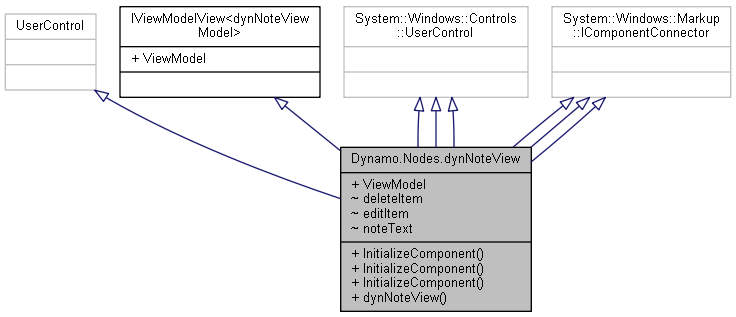 UserControl
IViewModelView<dynNoteView
Model>
+ ViewModel
System::Windows::Controls
::UserControl
System::Windows::Markup
::IComponentConnector
Dynamo.Nodes.dynNoteView
+ ViewModel
~ deleteItem
~ editItem
~ noteText
+ InitializeComponent()
+ InitializeComponent()
+ InitializeComponent()
+ dynNoteView()